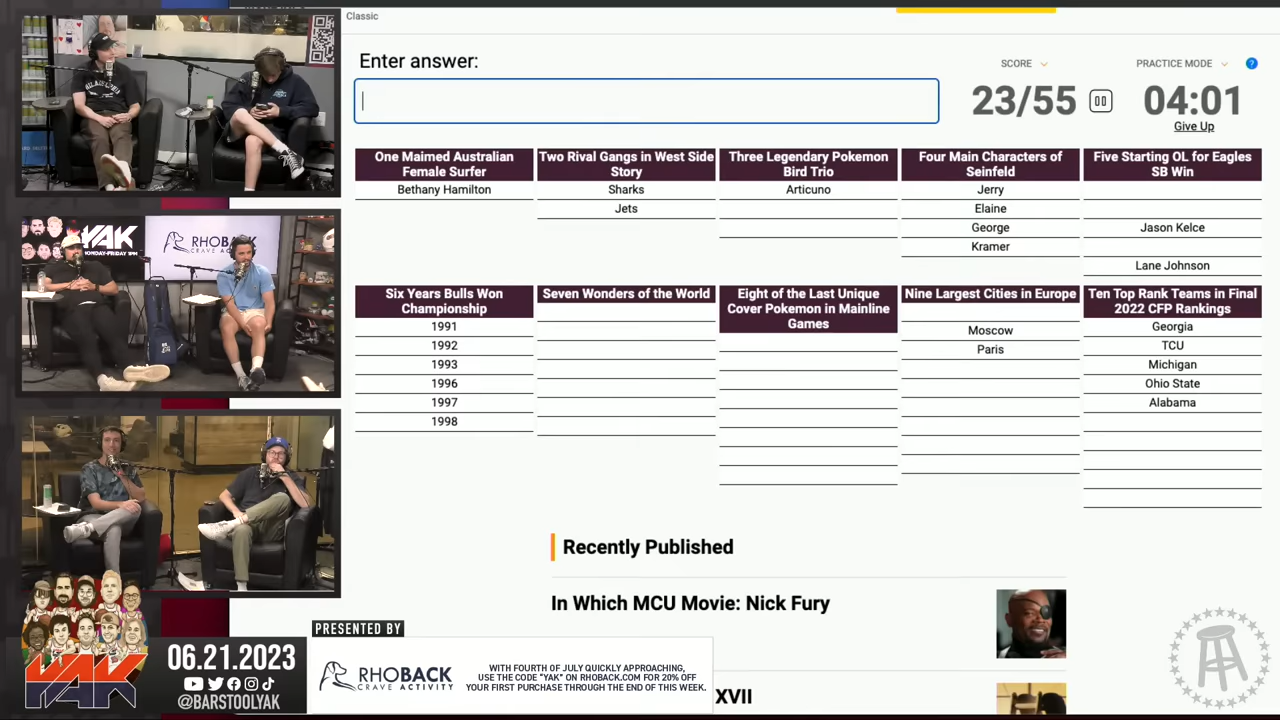 Classic
Enter answer:
SCORE
PRACTICE MODE
?
23/55
04:01
Give Up
One Maimed Australian
Female Surfer
Bethany Hamilton
Two Rival Gangs in West Side
Story
Sharks
Jets
Three Legendary Pokemon
Bird Trio
Articuno
Four Main Characters of
Seinfeld
Jerry
Elaine
George
Kramer
Five Starting OL for Eagles
SB Win
Jason Kelce
Lane Johnson
Six Years Bulls Won
Championship
1991
1992
1993
1996
1997
1998
Seven Wonders of the World
Eight of the Last Unique
Cover Pokemon in Mainline
Games
Nine Largest Cities in Europe
Moscow
Paris
Ten Top Rank Teams in Final
2022 CFP Rankings
Georgia
TCU
Michigan
Ohio State
Alabama
Recently Published
In Which MCU Movie: Nick Fury
XVII
YAK
MONDAY-FRIDAY 1PM
RHOBACK
CRAVE ACTIVITY
YAK
06.21.2023
@BARSTOOLYAK
PRESENTED BY
RHOBACK
CRAVE ACTIVITY
WITH FOURTH OF JULY QUICKLY APPROACHING,
USE THE CODE "YAK" ON RHOBACK.COM FOR 20% OFF
YOUR FIRST PURCHASE THROUGH THE END OF THIS WEEK.